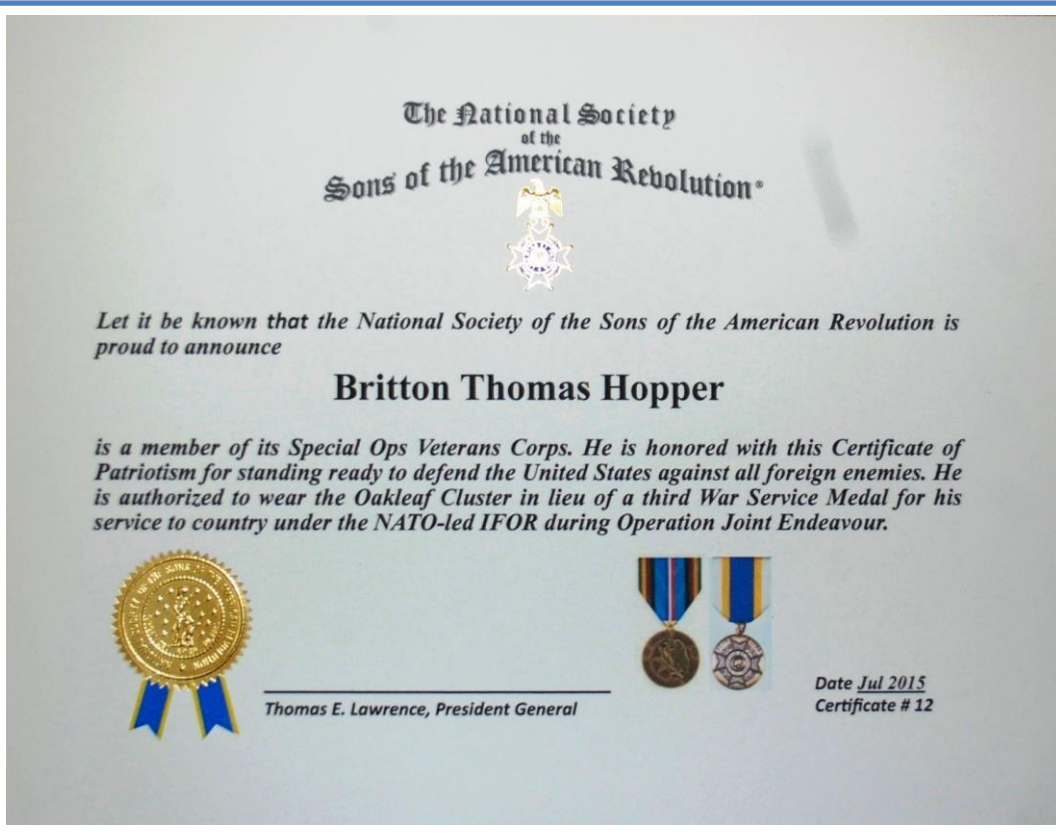 The National Society
of the
Sons of the American Revolution®
Let it be known that the National Society of the Sons of the American Revolution is
proud to announce
Britton Thomas Hopper
is a member of its Special Ops Veterans Corps. He is honored with this Certificate of
Patriotism for standing ready to defend the United States against all foreign enemies. He
is authorized to wear the Oakleaf Cluster in lieu of a third War Service Medal for his
service to country under the NATO-led IFOR during Operation Joint Endeavour.
Thomas E. Lawrence, President General
Date Jul 2015
Certificate # 12